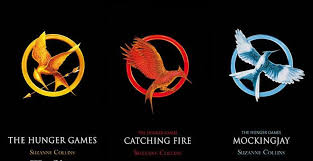 THE HUNGER GAMES
SUZANNE COLLINS
THE HUNGER GAMES
CATCHING FIRE
SUZANNE COLLINS
THE HUNGER GAMES
MOCKINGJAY
SUZANNE COLLINS